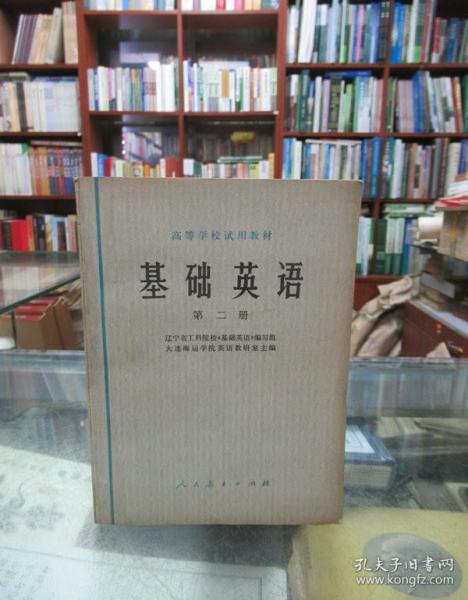 高等学校试用教材
基础英语
第二册
辽宁省工科院校《基础英语》编写组
大连海运学院英语教研室主编
人民教育出版社
孔夫子旧书网
www.kongfz.com